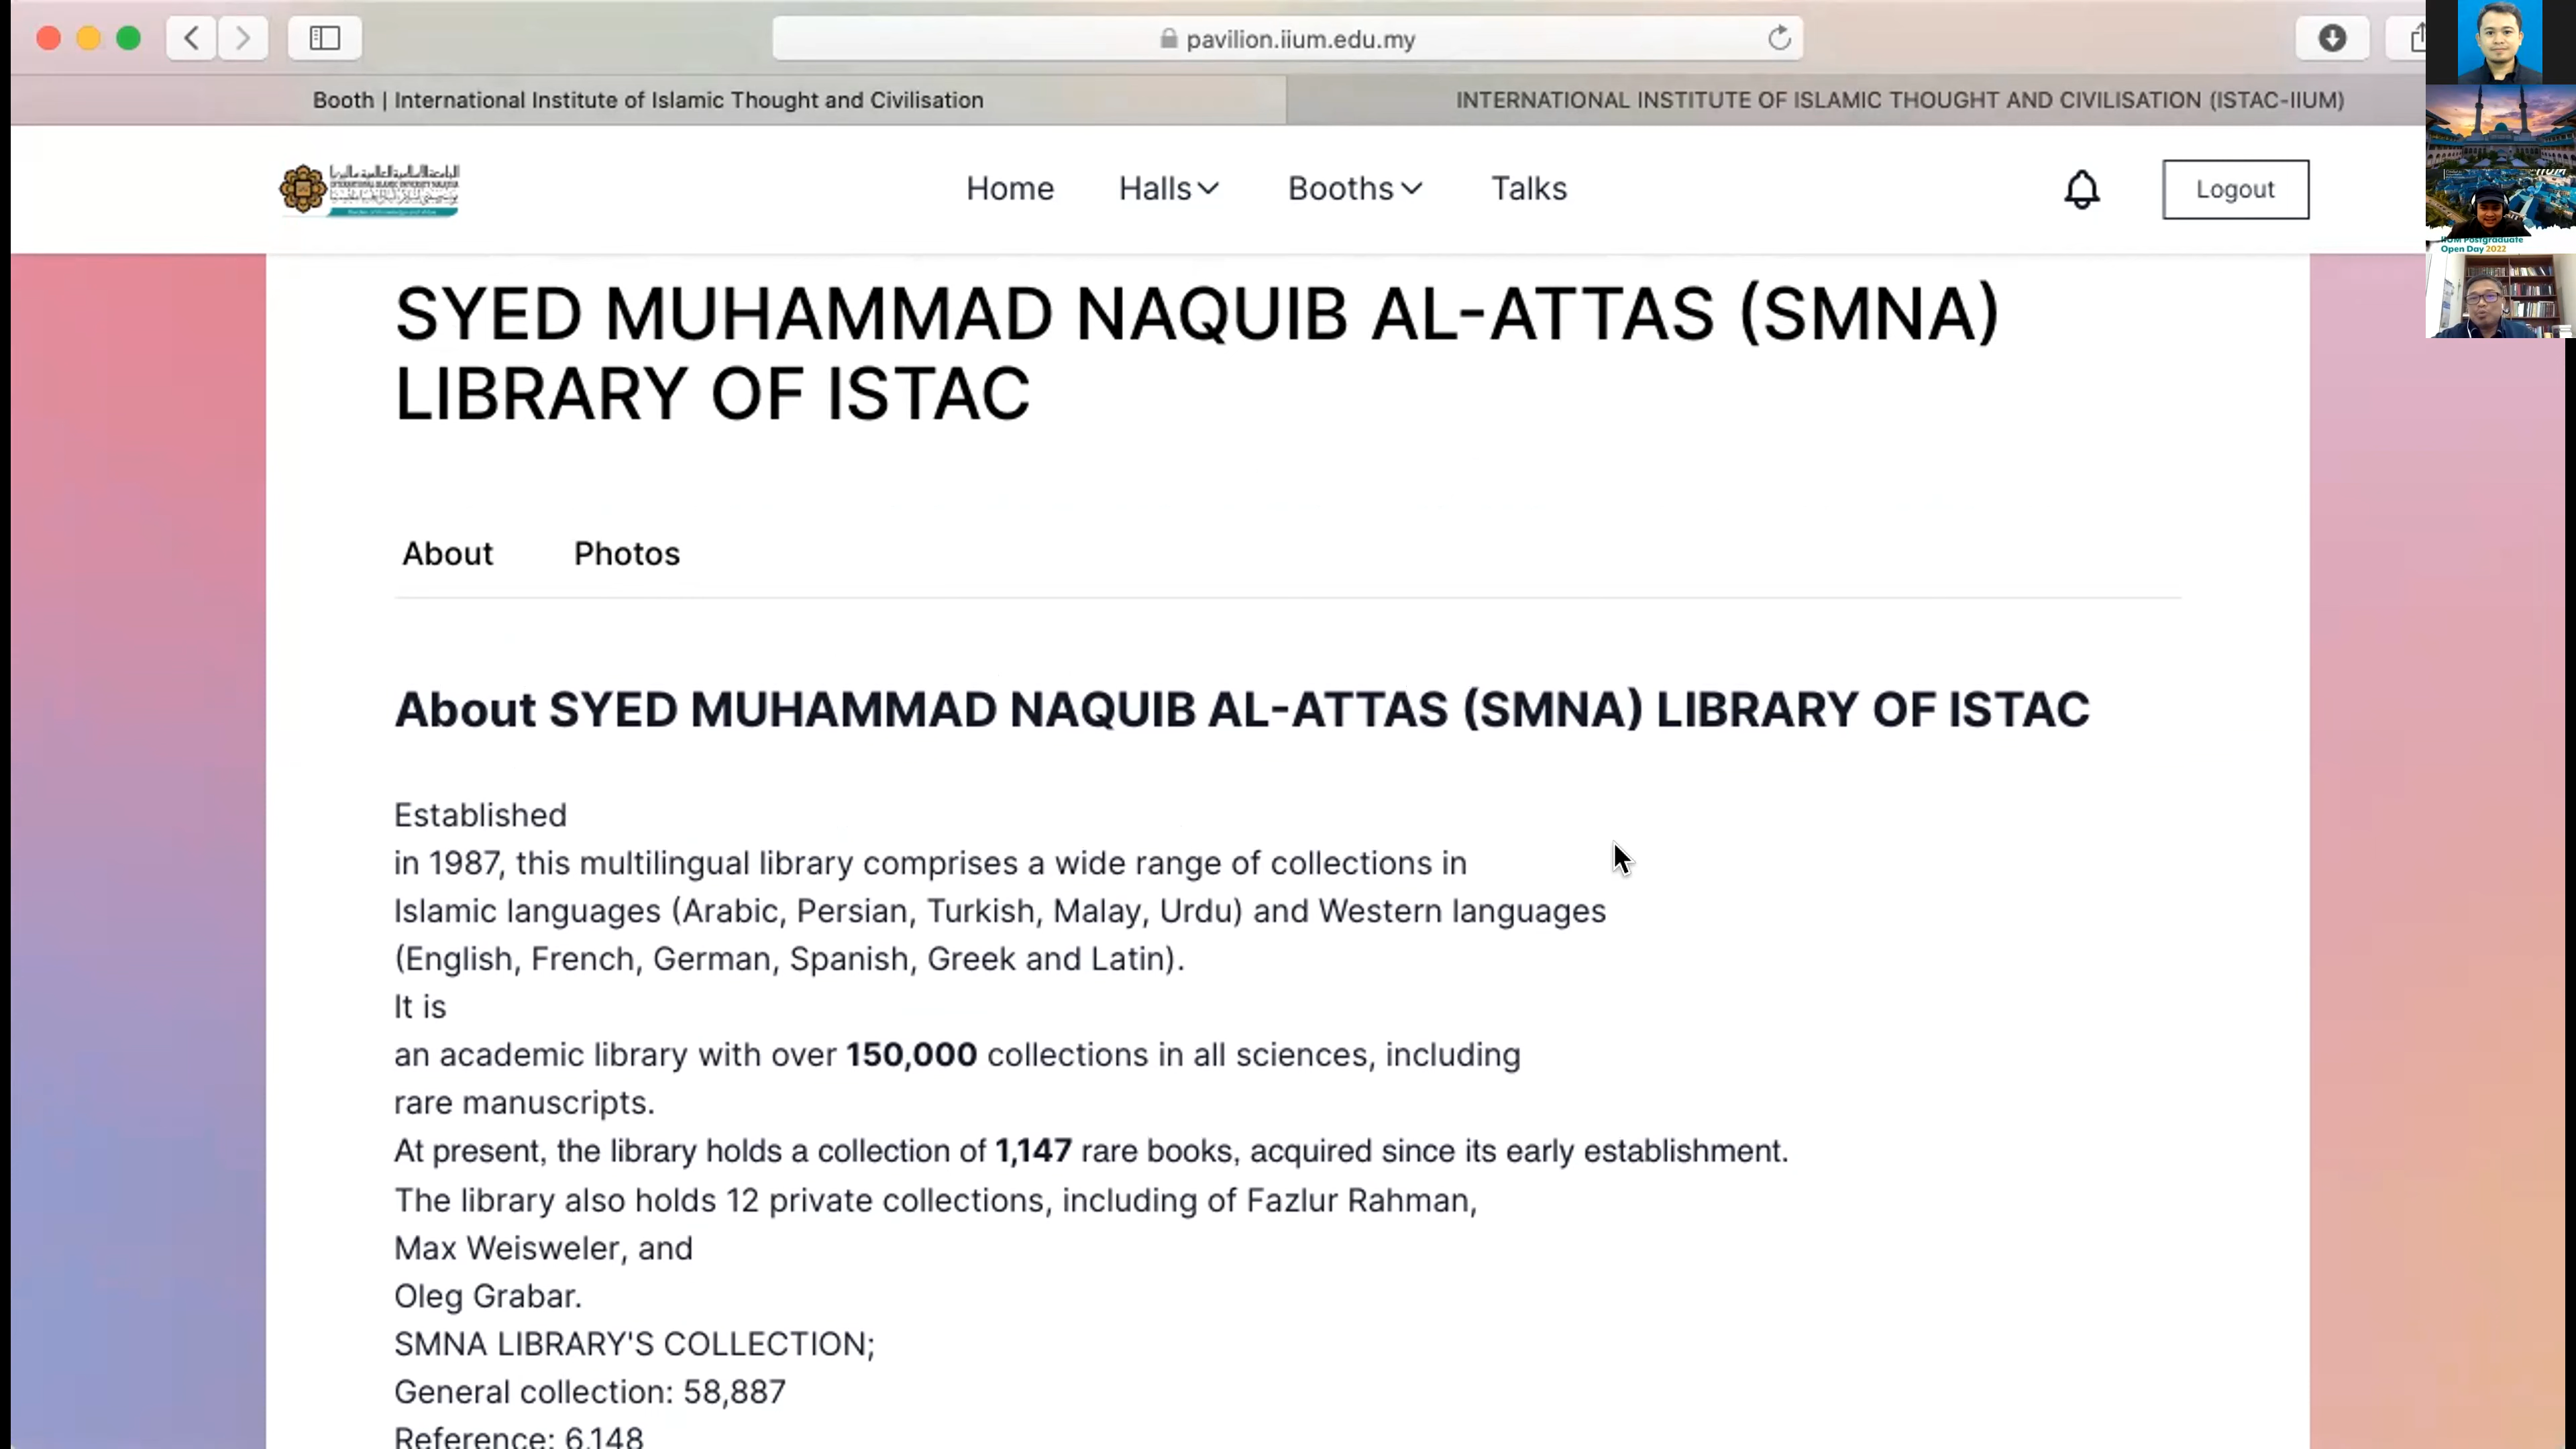 pavilion.iium.edu.my
Booth | International Institute of Islamic Thought and Civilisation
INTERNATIONAL INSTITUTE OF ISLAMIC THOUGHT AND CIVILISATION (ISTAC-IIUM)
Home
Halls
Booths
Talks
Logout
IIUM Postgraduate
Open Day 2022
SYED MUHAMMAD NAQUIB AL-ATTAS (SMNA)
LIBRARY OF ISTAC
About
Photos
About SYED MUHAMMAD NAQUIB AL-ATTAS (SMNA) LIBRARY OF ISTAC
Established
in 1987, this multilingual library comprises a wide range of collections in
Islamic languages (Arabic, Persian, Turkish, Malay, Urdu) and Western languages
(English, French, German, Spanish, Greek and Latin).
It is
an academic library with over 150,000 collections in all sciences, including
rare manuscripts.
At present, the library holds a collection of 1,147 rare books, acquired since its early establishment.
The library also holds 12 private collections, including of Fazlur Rahman,
Max Weisweler, and
Oleg Grabar.
SMNA LIBRARY'S COLLECTION;
General collection: 58,887
Reference: 6,148